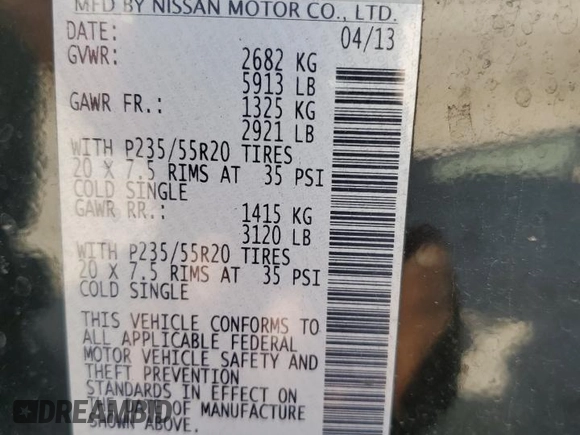 MFD BY NISSAN MOTOR CO., LTD.
DATE: 04/13
GVWR: 2682 KG
5913 LB
GAWR FR.: 1325 KG
2921 LB
WITH P235/55R20 TIRES
20 X 7.5 RIMS AT 35 PSI
COLD SINGLE
GAWR RR.: 1415 KG
3120 LB
WITH P235/55R20 TIRES
20 X 7.5 RIMS AT 35 PSI
COLD SINGLE
THIS VEHICLE CONFORMS TO
ALL APPLICABLE FEDERAL
MOTOR VEHICLE SAFETY AND
THEFT PREVENTION
STANDARDS IN EFFECT ON
THE DATE OF MANUFACTURE
SHOWN ABOVE.
DREAMBID